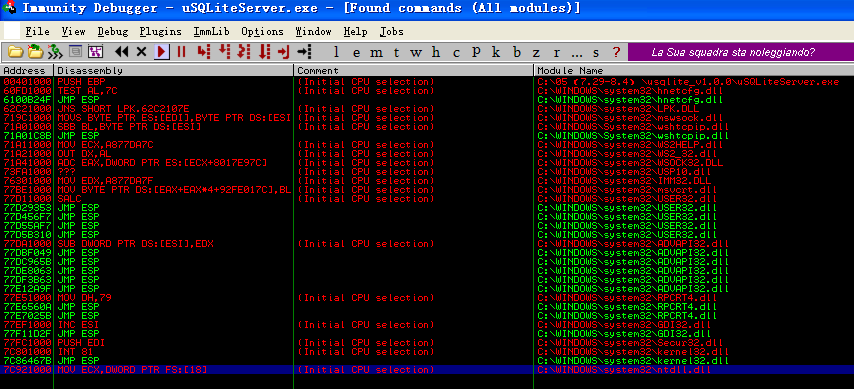 Immunity Debugger - uSQLiteServer.exe - [Found commands (All modules)]
File View Debug Plugins ImmLib Options Window Help Jobs
l e m t w h c p k b z r ... s ? La Sua squadra sta noleggiando?
Address Disassembly Comment Module Name
00401000 PUSH EBP (Initial CPU selection) C:\05 (7.29-8.4) \usqlite_v1.0.0\uSQLiteServer.exe
60FD1000 TEST AL,7C (Initial CPU selection) C:\WINDOWS\system32\hnetcfg.dll
6100B24F JMP ESP C:\WINDOWS\system32\hnetcfg.dll
62C21000 JNS SHORT LPK.62C2107E (Initial CPU selection) C:\WINDOWS\system32\LPK.DLL
719C1000 MOVS BYTE PTR ES:[EDI],BYTE PTR DS:[ESI (Initial CPU selection) C:\WINDOWS\system32\mswsock.dll
71A01000 SBB BL,BYTE PTR DS:[ESI] (Initial CPU selection) C:\WINDOWS\system32\wshtcpip.dll
71A01C8B JMP ESP C:\WINDOWS\system32\wshtcpip.dll
71A11000 MOV ECX,A877DA7C (Initial CPU selection) C:\WINDOWS\system32\WS2HELP.dll
71A21000 OUT DX,AL (Initial CPU selection) C:\WINDOWS\system32\WS2_32.dll
71A41000 ADC EAX,DWORD PTR ES:[ECX+8017E97C] (Initial CPU selection) C:\WINDOWS\system32\WSOCK32.DLL
73FA1000 ??? (Initial CPU selection) C:\WINDOWS\system32\USP10.dll
76301000 MOV EDX,A877DA7F (Initial CPU selection) C:\WINDOWS\system32\IMM32.DLL
77BE1000 MOV BYTE PTR DS:[EAX+EAX*4+92FE017C],BL (Initial CPU selection) C:\WINDOWS\system32\msvcrt.dll
77D11000 SALC (Initial CPU selection) C:\WINDOWS\system32\USER32.dll
77D29353 JMP ESP C:\WINDOWS\system32\USER32.dll
77D456F7 JMP ESP C:\WINDOWS\system32\USER32.dll
77D55AF7 JMP ESP C:\WINDOWS\system32\USER32.dll
77D5B310 JMP ESP C:\WINDOWS\system32\USER32.dll
77DA1000 SUB DWORD PTR DS:[ESI],EDX (Initial CPU selection) C:\WINDOWS\system32\ADVAPI32.dll
77DBF049 JMP ESP C:\WINDOWS\system32\ADVAPI32.dll
77DC965B JMP ESP C:\WINDOWS\system32\ADVAPI32.dll
77DE8063 JMP ESP C:\WINDOWS\system32\ADVAPI32.dll
77DF3B63 JMP ESP C:\WINDOWS\system32\ADVAPI32.dll
77E12A9F JMP ESP C:\WINDOWS\system32\ADVAPI32.dll
77E51000 MOV DH,79 (Initial CPU selection) C:\WINDOWS\system32\RPCRT4.dll
77E6560A JMP ESP C:\WINDOWS\system32\RPCRT4.dll
77E7025B JMP ESP C:\WINDOWS\system32\RPCRT4.dll
77EF1000 INC ESI (Initial CPU selection) C:\WINDOWS\system32\GDI32.dll
77F11D2F JMP ESP C:\WINDOWS\system32\GDI32.dll
77FC1000 PUSH EDI (Initial CPU selection) C:\WINDOWS\system32\Secur32.dll
7C801000 INT 81 (Initial CPU selection) C:\WINDOWS\system32\kernel32.dll
7C86467B JMP ESP C:\WINDOWS\system32\kernel32.dll
7C921000 MOV ECX,DWORD PTR FS:[18] (Initial CPU selection) C:\WINDOWS\system32\ntdll.dll